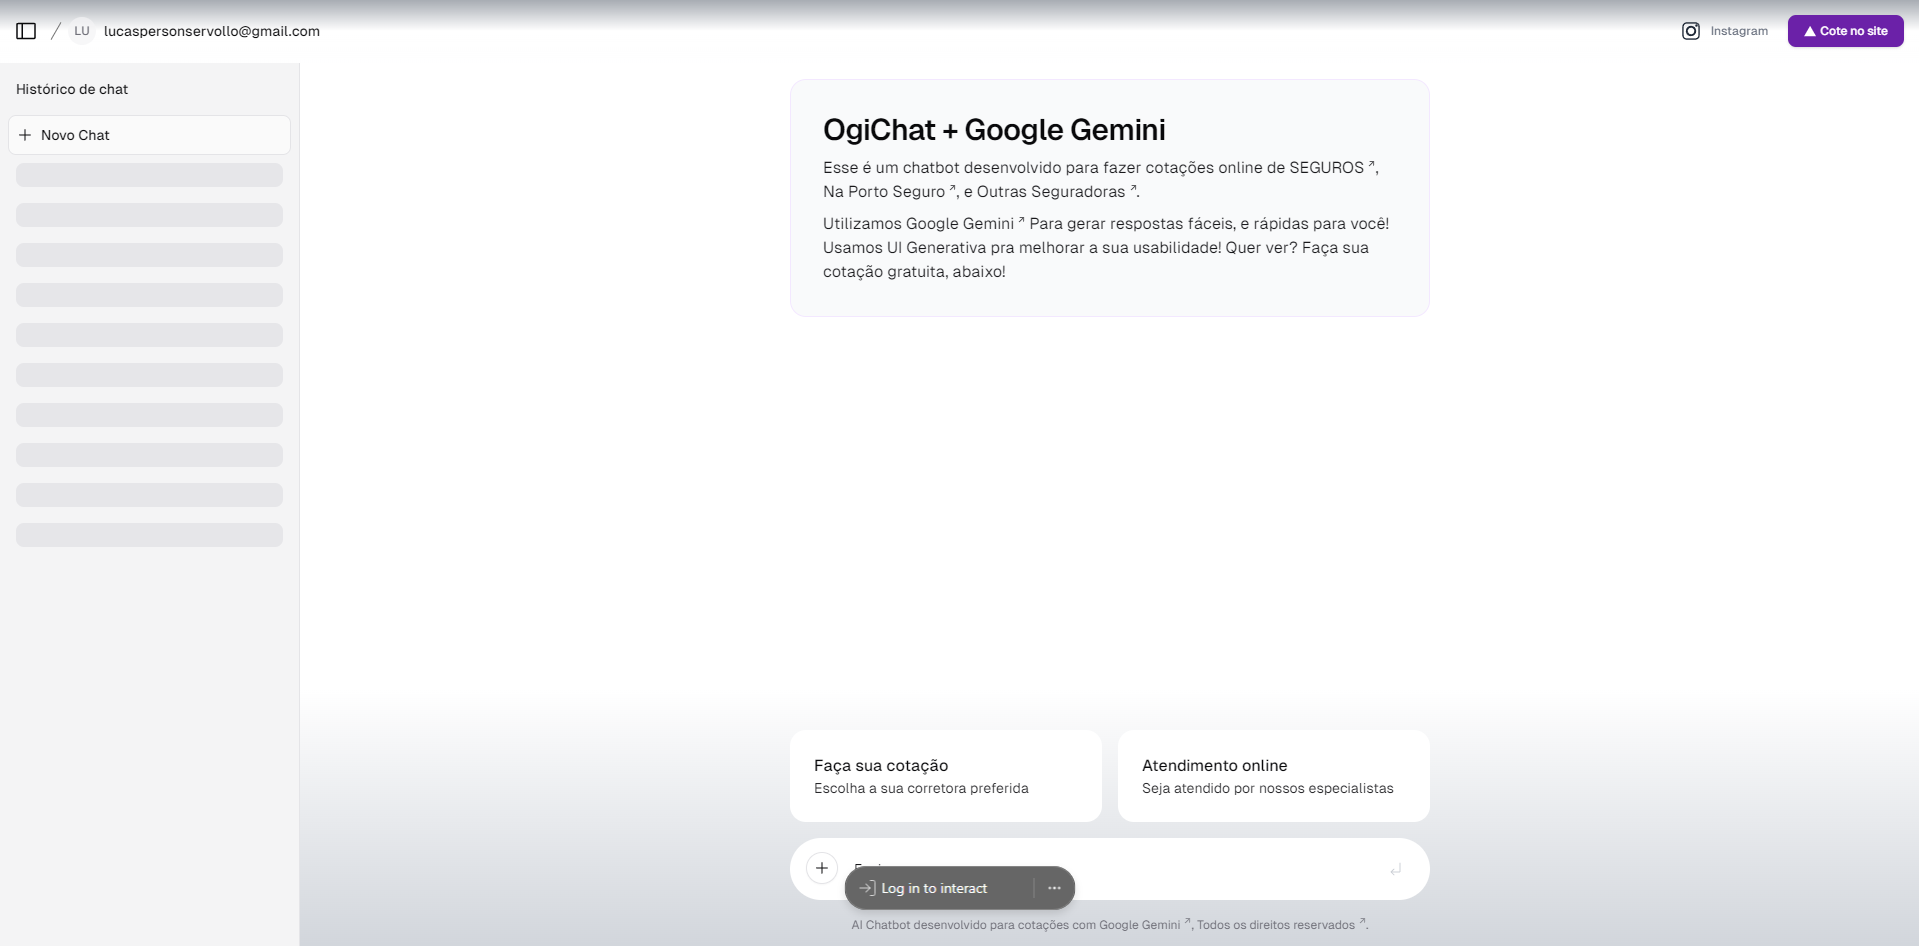 LU lucaspersonservollo@gmail.com
Instagram
Cote no site
Histórico de chat
Novo Chat
OgiChat + Google Gemini
Esse é um chatbot desenvolvido para fazer cotações online de SEGUROS ↗,
Na Porto Seguro ↗, e Outras Seguradoras ↗.
Utilizamos Google Gemini ↗ Para gerar respostas fáceis, e rápidas para você!
Usamos UI Generativa pra melhorar a sua usabilidade! Quer ver? Faça sua
cotação gratuita, abaixo!
Faça sua cotação
Escolha a sua corretora preferida
Atendimento online
Seja atendido por nossos especialistas
Log in to interact
AI Chatbot desenvolvido para cotações com Google Gemini ↗, Todos os direitos reservados ↗.